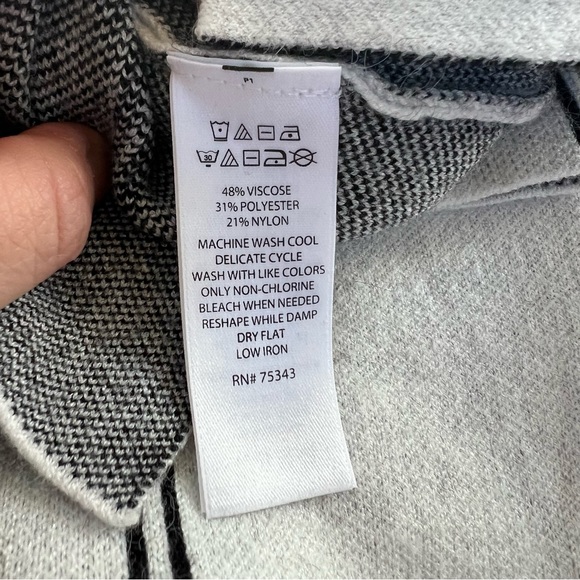 30
48% VISCOSE
31% POLYESTER
21% NYLON
MACHINE WASH COOL
DELICATE CYCLE
WASH WITH LIKE COLORS
ONLY NON-CHLORINE
BLEACH WHEN NEEDED
RESHAPE WHILE DAMP
DRY FLAT
LOW IRON
RN# 75343